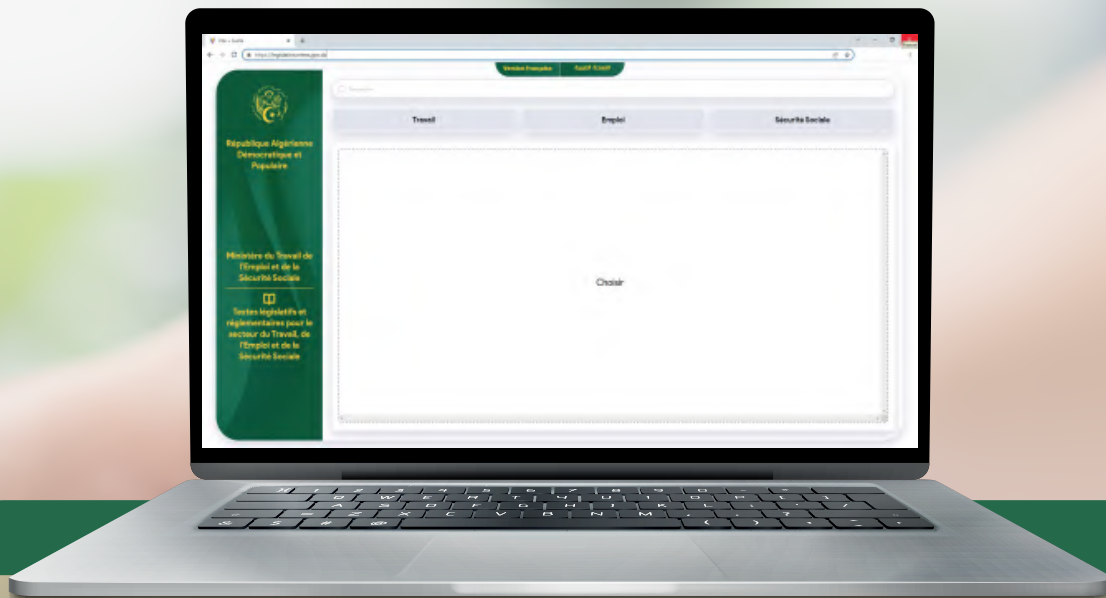 Version Française
Travail
Emploi
Sécurité Sociale
République Algérienne
Démocratique et
Populaire
Choisir
Ministère du Travail de
l'Emploi et de la
Sécurité Sociale
Textes législatifs et
réglementaires pour le
secteur du Travail, de
l'Emploi et de la
Sécurité Sociale